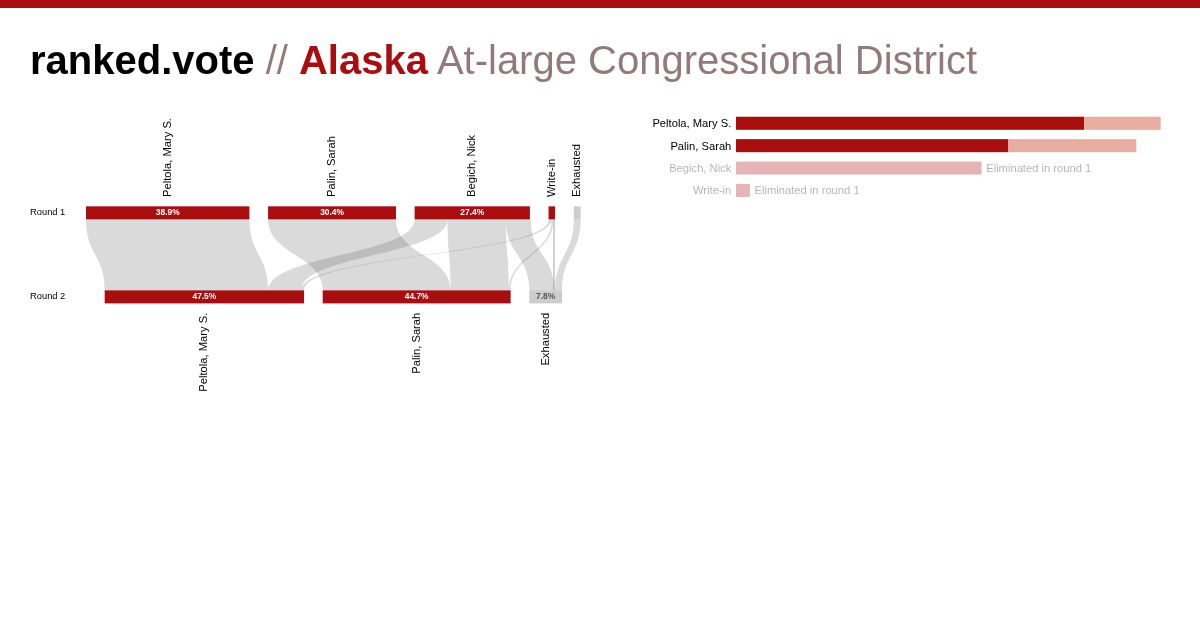 ranked.vote // Alaska At-large Congressional District
Peltola, Mary S.
Palin, Sarah
Begich, Nick
Write-in
Exhausted
Round 1
38.9%
30.4%
27.4%
Round 2
47.5%
44.7%
7.8%
Peltola, Mary S.
Palin, Sarah
Exhausted
Peltola, Mary S.
Palin, Sarah
Begich, Nick Eliminated in round 1
Write-in Eliminated in round 1